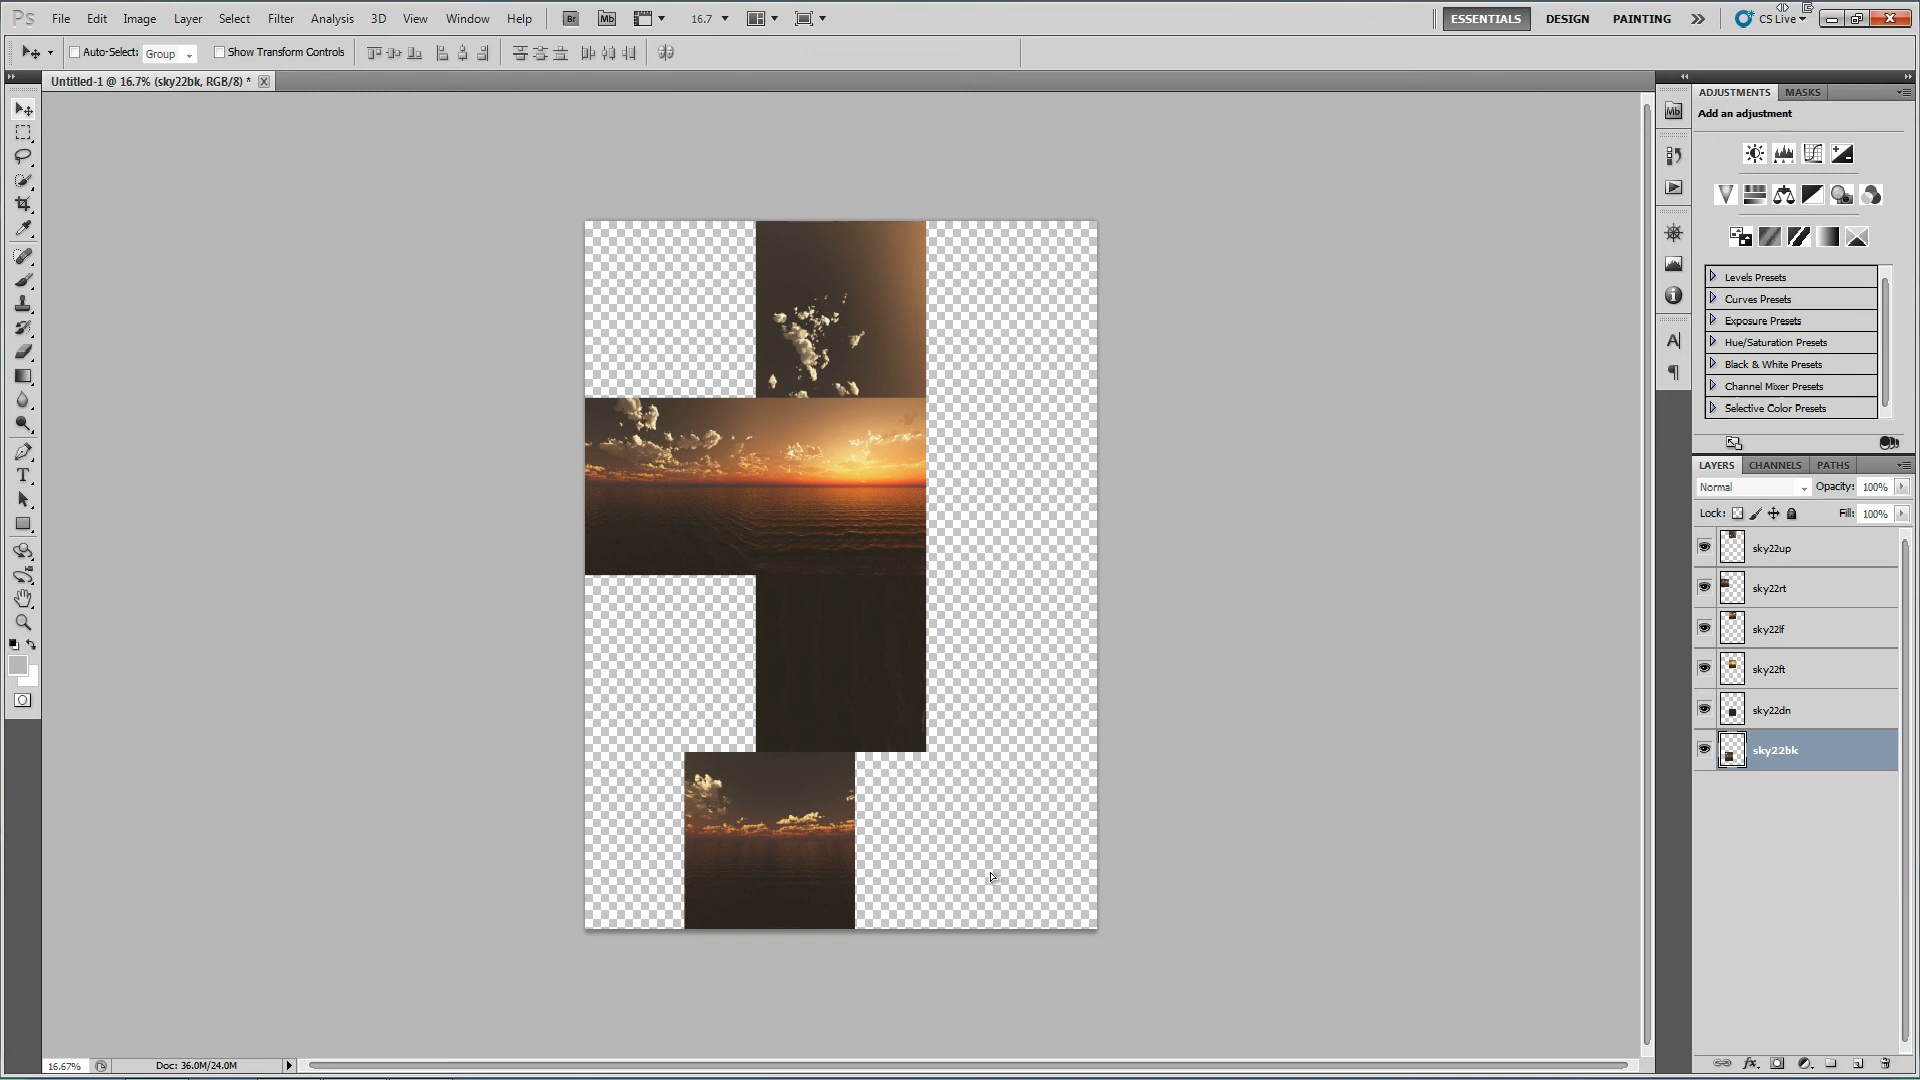 Ps File Edit Image Layer Select Filter Analysis 3D View Window Help Br Mb 16.7 ESSENTIALS DESIGN PAINTING CS Live
Auto-Select: Group Show Transform Controls
Untitled-1 @ 16.7% (sky22bk, RGB/8) *
Mb
ADJUSTMENTS MASKS
Add an adjustment
Levels Presets
Curves Presets
Exposure Presets
Hue/Saturation Presets
Black & White Presets
Channel Mixer Presets
Selective Color Presets
LAYERS CHANNELS PATHS
Normal Opacity: 100%
Lock: Fill: 100%
sky22up
sky22rt
sky22lf
sky22ft
sky22dn
sky22bk
16.67% Doc: 36.0M/24.0M